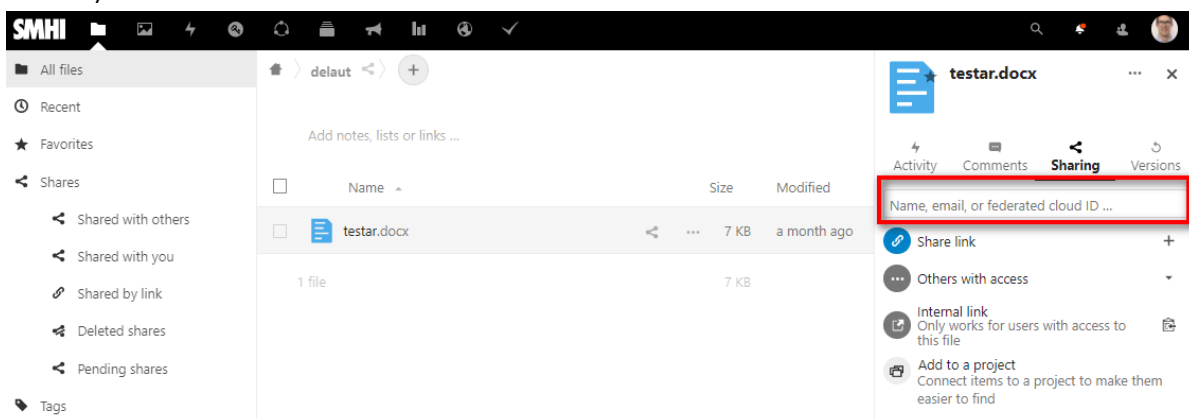 SMHI
All files
Recent
Favorites
Shares
Shared with others
Shared with you
Shared by link
Deleted shares
Pending shares
Tags
delaut
Add notes, lists or links ...
Name Size Modified
testar.docx 7 KB a month ago
1 file 7 KB
testar.docx
Activity Comments Sharing Versions
Name, email, or federated cloud ID ...
Share link
Others with access
Internal link
Only works for users with access to
this file
Add to a project
Connect items to a project to make them
easier to find